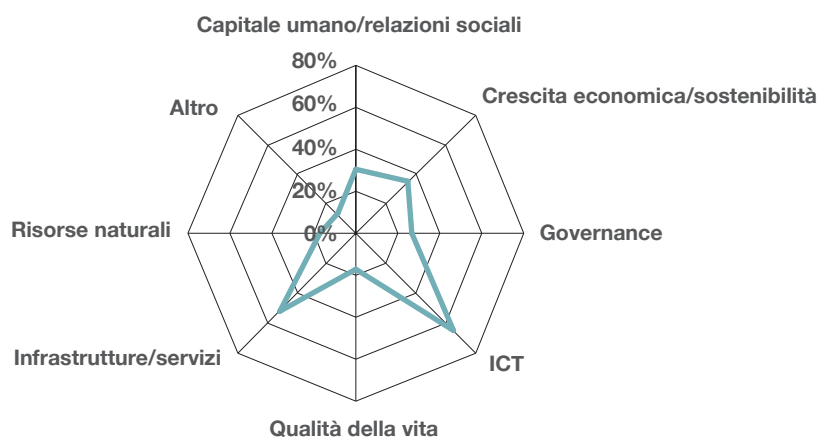 Capitale umano/relazioni sociali
80%
Crescita economica/sostenibilità
Altro
60%
40%
20%
Risorse naturali
0%
Governance
Infrastrutture/servizi
ICT
Qualità della vita